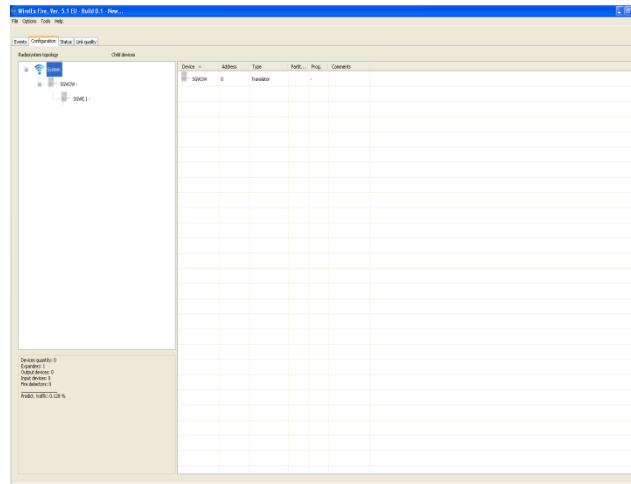 WireEx Fire, Ver. 5.1 EU - Build 0.1 - New...
File Options Tools Help
Events Configuration Status Link quality
Radiosystem topology Child devices
System
SGWOW -
SGWE 1 -
Device Address Type Partit... Prog. Comments
SGWOW 0 Translator -
Devices quantity: 0
Expanders: 1
Output devices: 0
Input devices: 0
Fire detectors: 0
Predict. traffic: 0.128 %